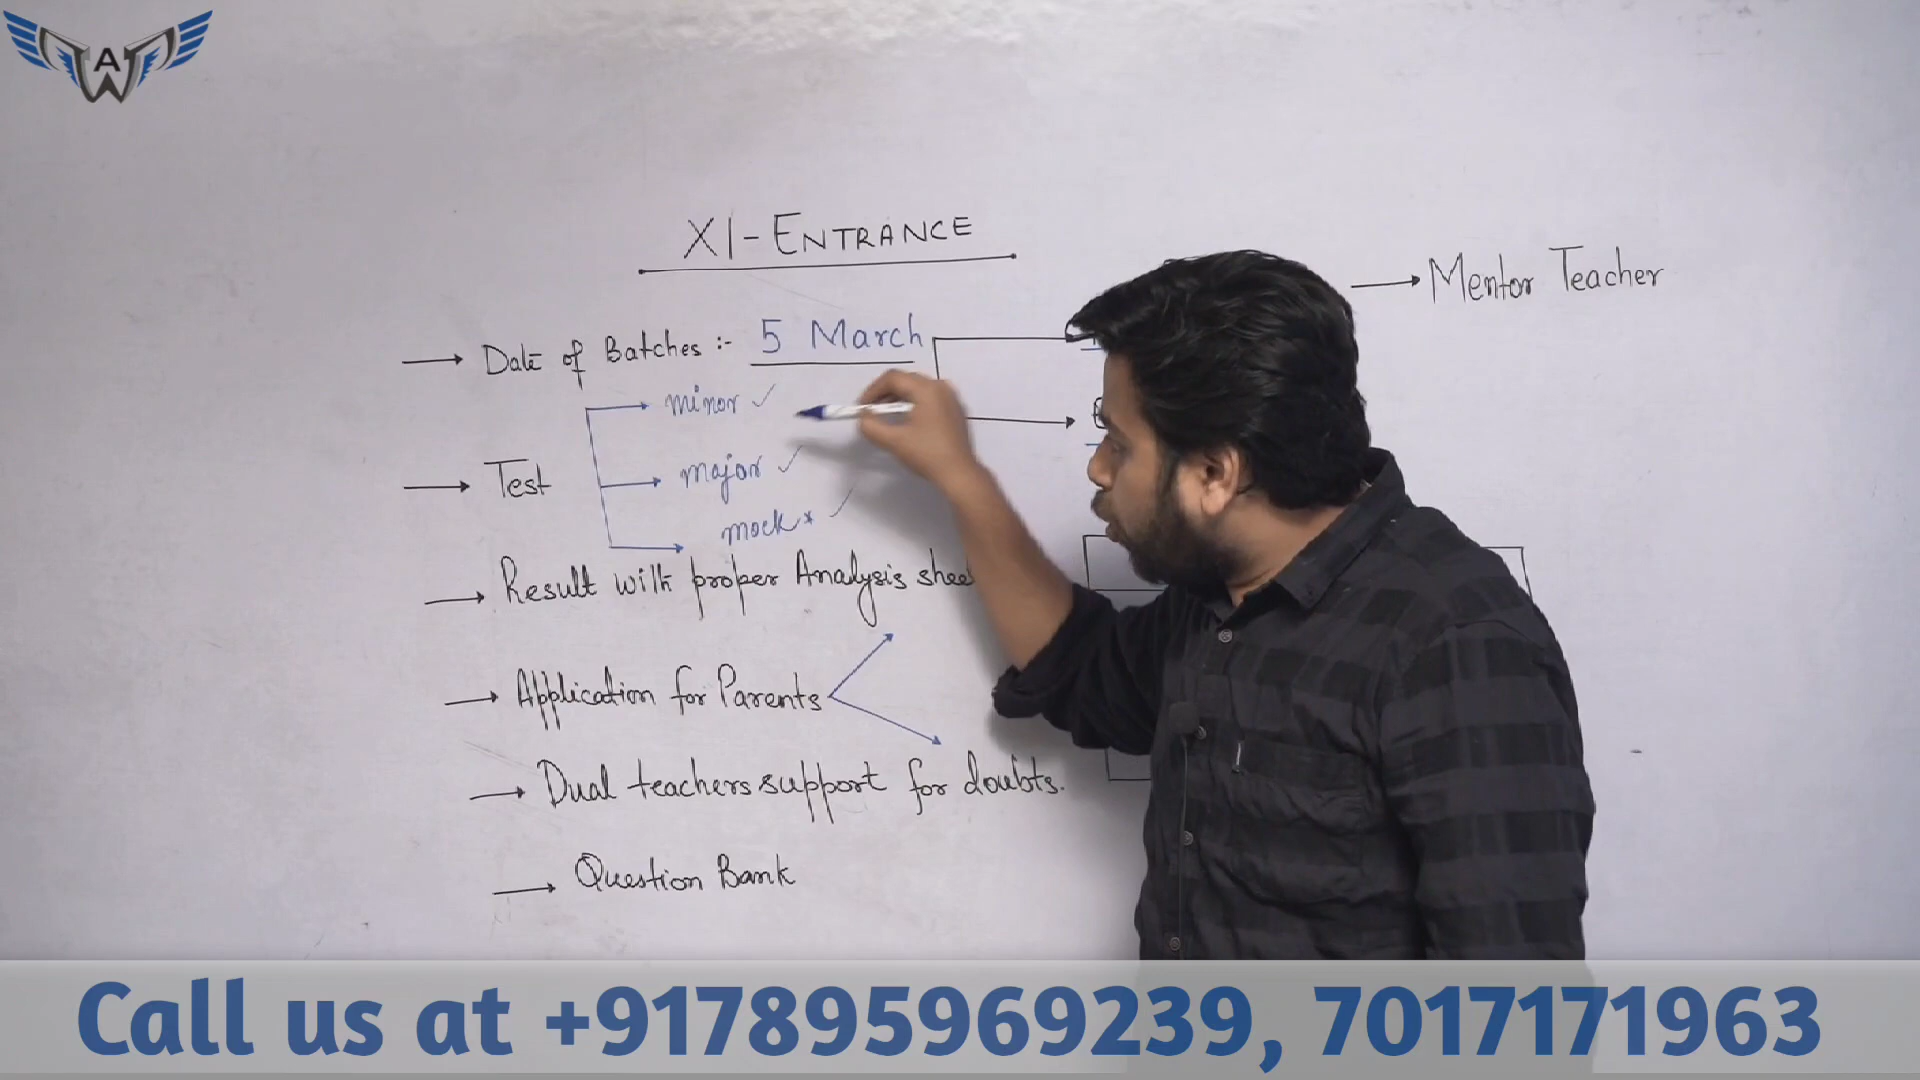 XI-ENTRANCE
Mentor Teacher
Date of Batches :- 5 March
minor
Test
major
mock*
Result with proper Analysis shee
Application for Parents
Dual teachers support for doubts.
Question Bank
Call us at +917895969239, 7017171963